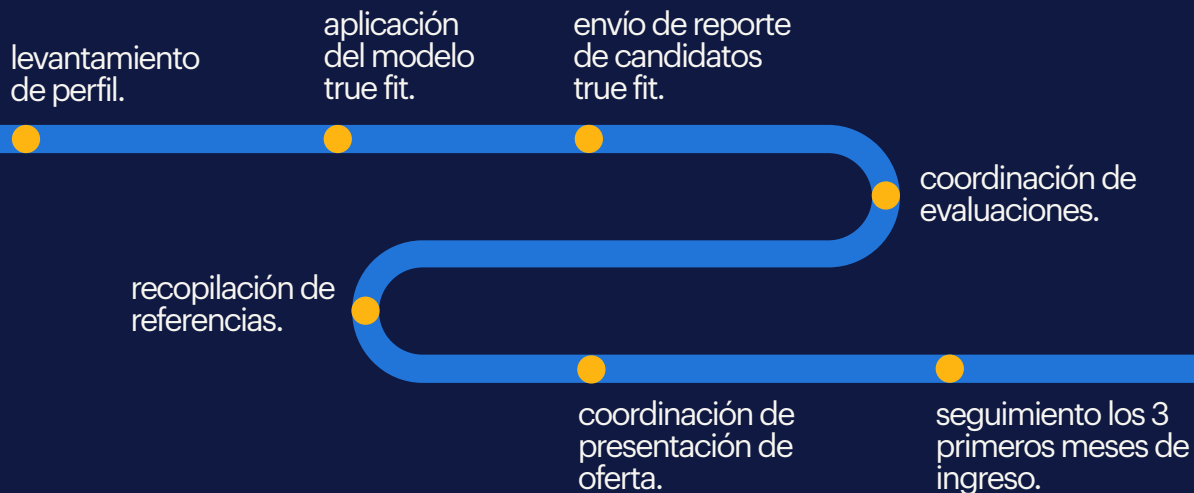 levantamiento
de perfil.
aplicación
del modelo
true fit.
envío de reporte
de candidatos
true fit.
coordinación de
evaluaciones.
recopilación de
referencias.
coordinación de
presentación de
oferta.
seguimiento los 3
primeros meses de
ingreso.